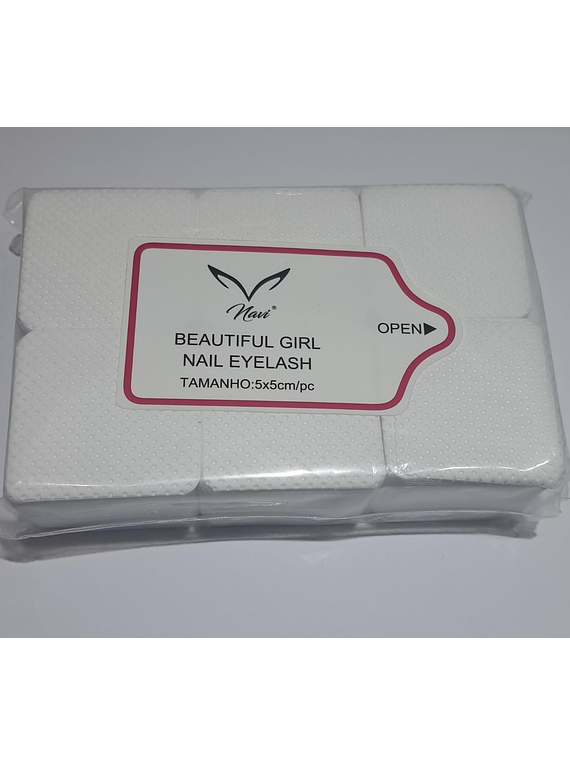 Navi®
BEAUTIFUL GIRL
NAIL EYELASH
TAMANHO:5x5cm/pc
OPEN▶